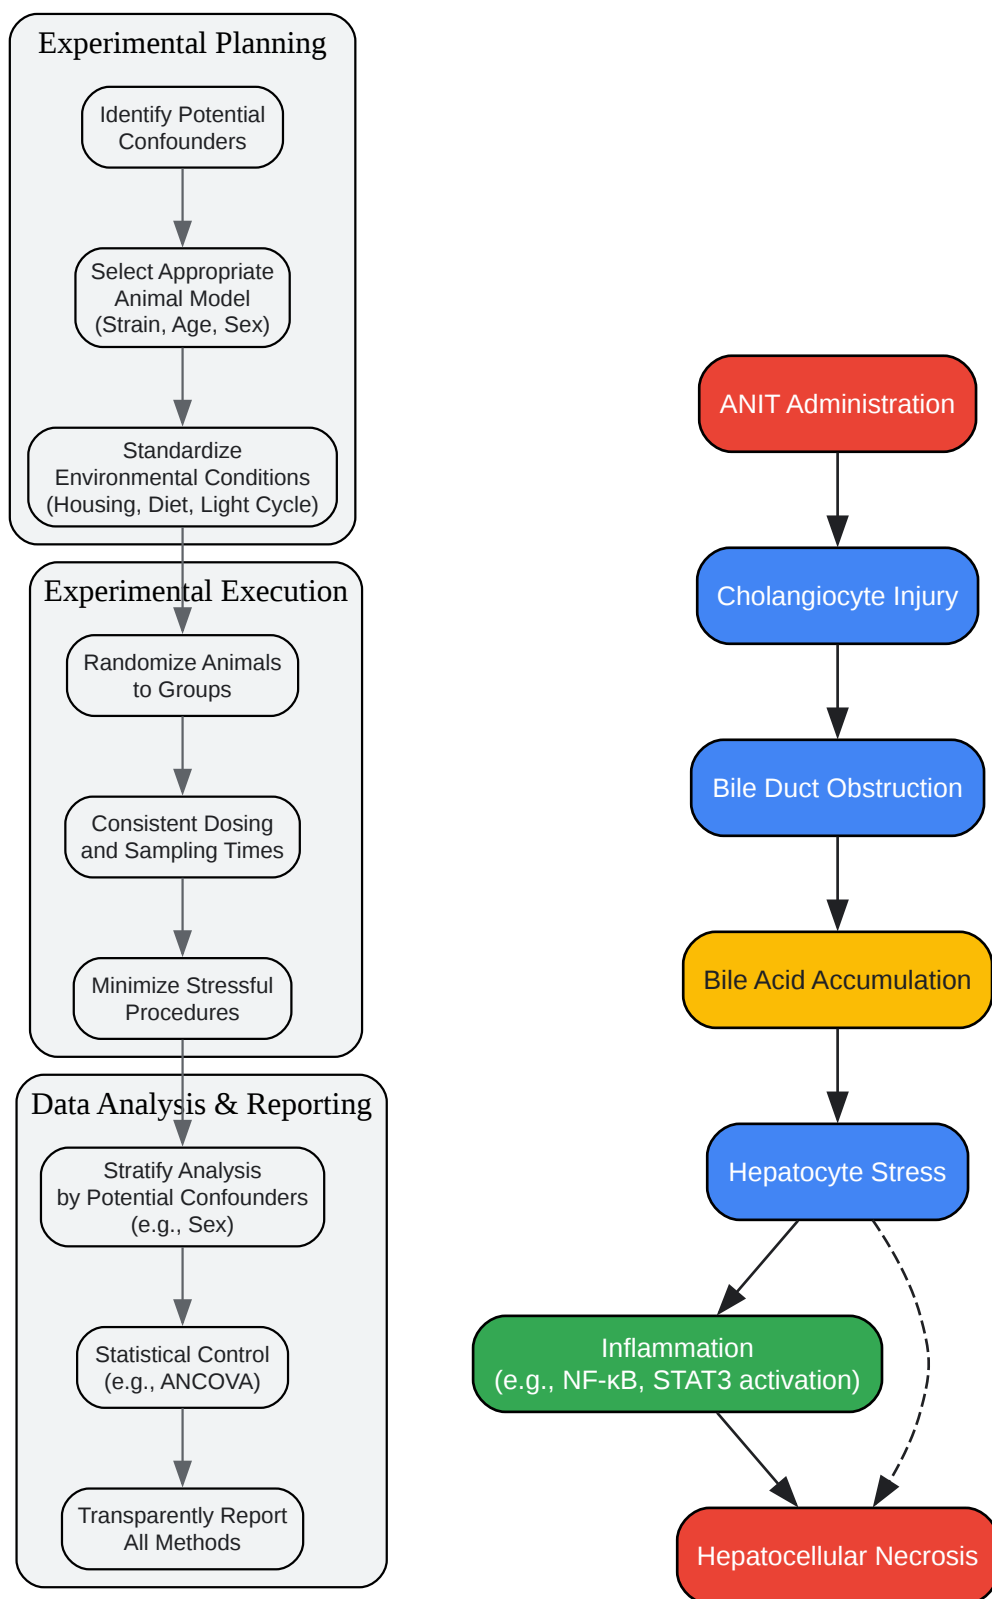 Experimental Planning
Identify Potential
Confounders
Select Appropriate
Animal Model
(Strain, Age, Sex)
Standardize
Environmental Conditions
(Housing, Diet, Light Cycle)
Experimental Execution
Randomize Animals
to Groups
Consistent Dosing
and Sampling Times
Minimize Stressful
Procedures
Data Analysis & Reporting
Stratify Analysis
by Potential Confounders
(e.g., Sex)
Statistical Control
(e.g., ANCOVA)
Transparently Report
All Methods
ANIT Administration
Cholangiocyte Injury
Bile Duct Obstruction
Bile Acid Accumulation
Hepatocyte Stress
Inflammation
(e.g., NF-κB, STAT3 activation)
Hepatocellular Necrosis